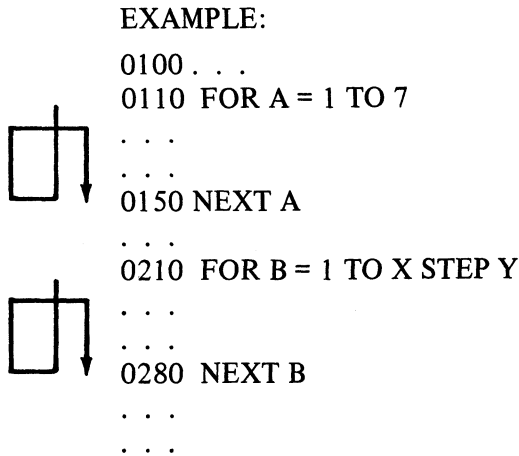 EXAMPLE:
0100 . . .
0110 FOR A = 1 TO 7
. . .
. . .
0150 NEXT A
. . .
0210 FOR B = 1 TO X STEP Y
. . .
. . .
0280 NEXT B
. . .
. . .